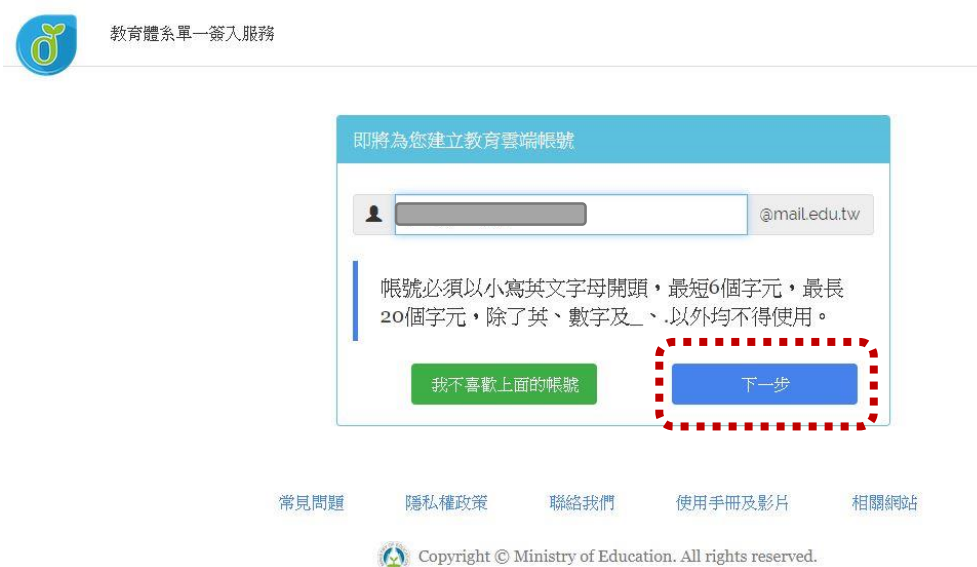 教育體系單一簽入服務
即將為您建立教育雲端帳號
@mail.edu.tw
帳號必須以小寫英文字母開頭，最短6個字元，最長
20個字元，除了英、數字及_、.以外均不得使用。
我不喜歡上面的帳號
下一步
常見問題 隱私權政策 聯絡我們 使用手冊及影片 相關網站
Copyright © Ministry of Education. All rights reserved.